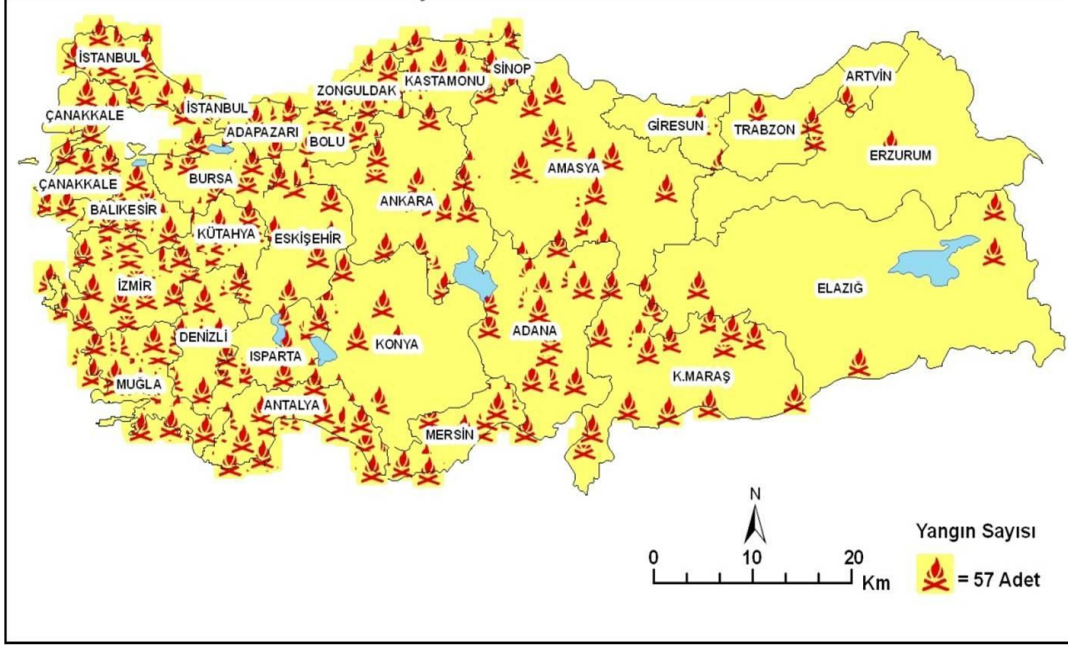 İSTANBUL
SİNOP
KASTAMONU
ZONGULDAK
ARTVİN
ÇANAKKALE
İSTANBUL
ADAPAZARI
BOLU
GİRESUN
TRABZON
ERZURUM
AMASYA
ÇANAKKALE
BURSA
BALIKESİR
ANKARA
KÜTAHYA
ESKİŞEHİR
İZMİR
ELAZIĞ
DENİZLİ
ISPARTA
KONYA
ADANA
K.MARAŞ
MUĞLA
ANTALYA
MERSİN
N
0 10 20
Km
Yangın Sayısı
= 57 Adet